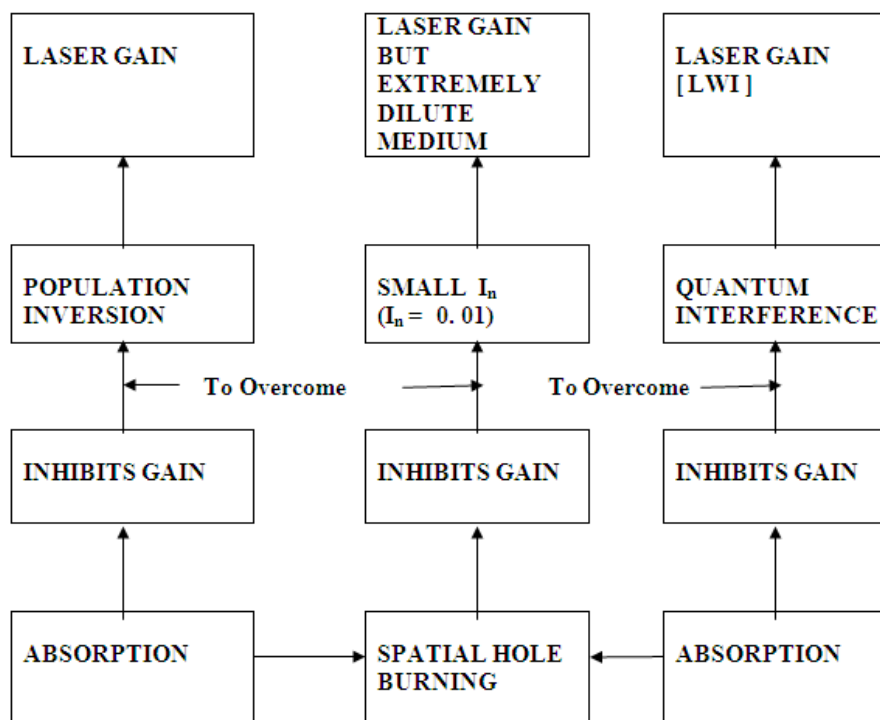 LASER GAIN
LASER GAIN
BUT
EXTREMELY
DILUTE
MEDIUM
LASER GAIN
[ LWI ]
POPULATION
INVERSION
SMALL Iₙ
(Iₙ = 0. 01)
QUANTUM
INTERFERENCE
To Overcome
To Overcome
INHIBITS GAIN
INHIBITS GAIN
INHIBITS GAIN
ABSORPTION
SPATIAL HOLE
BURNING
ABSORPTION